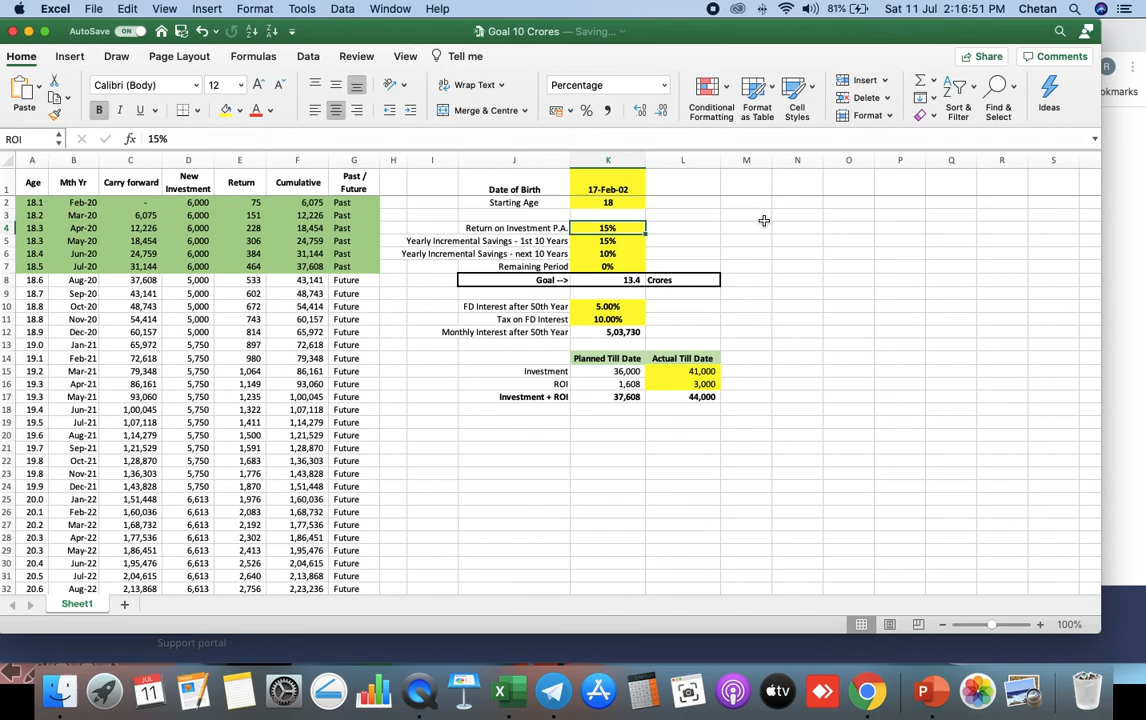 Excel File Edit View Insert Format Tools Data Window Help 81% Sat 11 Jul 2:16:51 PM Chetan
AutoSave ON Goal 10 Crores — Saving...
Home Insert Draw Page Layout Formulas Data Review View Tell me Share Comments
Paste Calibri (Body) 12 Wrap Text Merge & Centre Percentage Conditional Formatting Format as Table Cell Styles Insert Delete Format Sort & Filter Find & Select Ideas
ROI fx 15%
A B C D E F G H I J K L M N O P Q R S
Age Mth Yr Carry forward New Investment Return Cumulative Past / Future
1 Date of Birth 17-Feb-02
2 18.1 Feb-20 - 6,000 75 6,075 Past Starting Age 18
3 18.2 Mar-20 6,075 6,000 151 12,226 Past
4 18.3 Apr-20 12,226 6,000 228 18,454 Past Return on Investment P.A. 15%
5 18.3 May-20 18,454 6,000 306 24,759 Past Yearly Incremental Savings - 1st 10 Years 15%
6 18.4 Jun-20 24,759 6,000 384 31,144 Past Yearly Incremental Savings - next 10 Years 10%
7 18.5 Jul-20 31,144 6,000 464 37,608 Past Remaining Period 0%
8 18.6 Aug-20 37,608 5,000 533 43,141 Future Goal --> 13.4 Crores
9 18.7 Sep-20 43,141 5,000 602 48,743 Future
10 18.8 Oct-20 48,743 5,000 672 54,414 Future FD Interest after 50th Year 5.00%
11 18.8 Nov-20 54,414 5,000 743 60,157 Future Tax on FD Interest 10.00%
12 18.9 Dec-20 60,157 5,000 814 65,972 Future Monthly Interest after 50th Year 5,03,730
13 19.0 Jan-21 65,972 5,750 897 72,618 Future
14 19.1 Feb-21 72,618 5,750 980 79,348 Future Planned Till Date Actual Till Date
15 19.2 Mar-21 79,348 5,750 1,064 86,161 Future Investment 36,000 41,000
16 19.3 Apr-21 86,161 5,750 1,149 93,060 Future ROI 1,608 3,000
17 19.3 May-21 93,060 5,750 1,235 1,00,045 Future Investment + ROI 37,608 44,000
18 19.4 Jun-21 1,00,045 5,750 1,322 1,07,118 Future
19 19.5 Jul-21 1,07,118 5,750 1,411 1,14,279 Future
20 19.6 Aug-21 1,14,279 5,750 1,500 1,21,529 Future
21 19.7 Sep-21 1,21,529 5,750 1,591 1,28,870 Future
22 19.8 Oct-21 1,28,870 5,750 1,683 1,36,303 Future
23 19.8 Nov-21 1,36,303 5,750 1,776 1,43,828 Future
24 19.9 Dec-21 1,43,828 5,750 1,870 1,51,448 Future
25 20.0 Jan-22 1,51,448 6,613 1,976 1,60,036 Future
26 20.1 Feb-22 1,60,036 6,613 2,083 1,68,732 Future
27 20.2 Mar-22 1,68,732 6,613 2,192 1,77,536 Future
28 20.3 Apr-22 1,77,536 6,613 2,302 1,86,451 Future
29 20.3 May-22 1,86,451 6,613 2,413 1,95,476 Future
30 20.4 Jun-22 1,95,476 6,613 2,526 2,04,615 Future
31 20.5 Jul-22 2,04,615 6,613 2,640 2,13,868 Future
32 20.6 Aug-22 2,13,868 6,613 2,756 2,23,236 Future
Sheet1 +
100%
Support portal